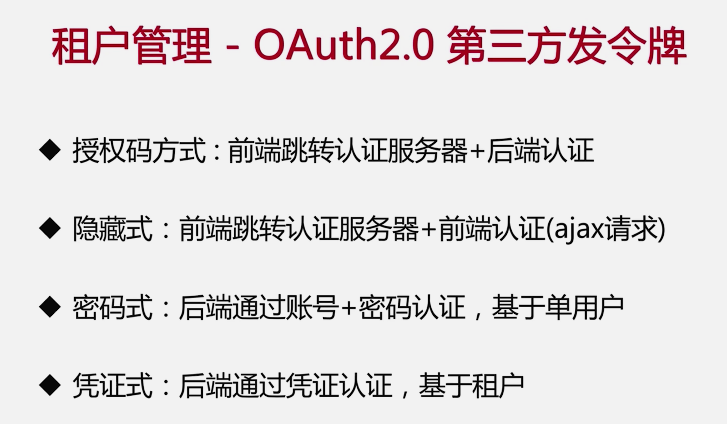 租户管理 - OAuth2.0 第三方发令牌
◆ 授权码方式：前端跳转认证服务器+后端认证
◆ 隐藏式：前端跳转认证服务器+前端认证(ajax请求)
◆ 密码式：后端通过账号+密码认证，基于单用户
◆ 凭证式：后端通过凭证认证，基于租户